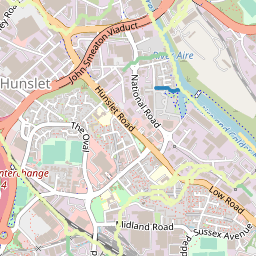 John Smeaton Viaduct
River Aire
Hunslet
National Road
Hunslet Road
The Oval
Low Road
Midland Road
Sussex Avenue